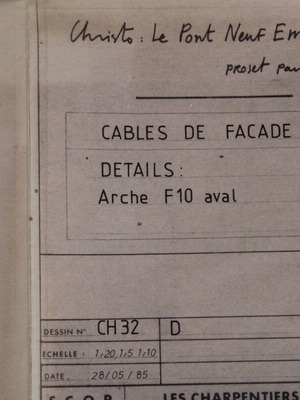 Christo: Le Pont Neuf Em
projet pa
CABLES DE FACADE
DETAILS:
Arche F10 aval
DESSIN N° CH32 D
ECHELLE: 1/20, 1/5 1/10
DATE. 28/05/85
S C O P LES CHARPENTIERS